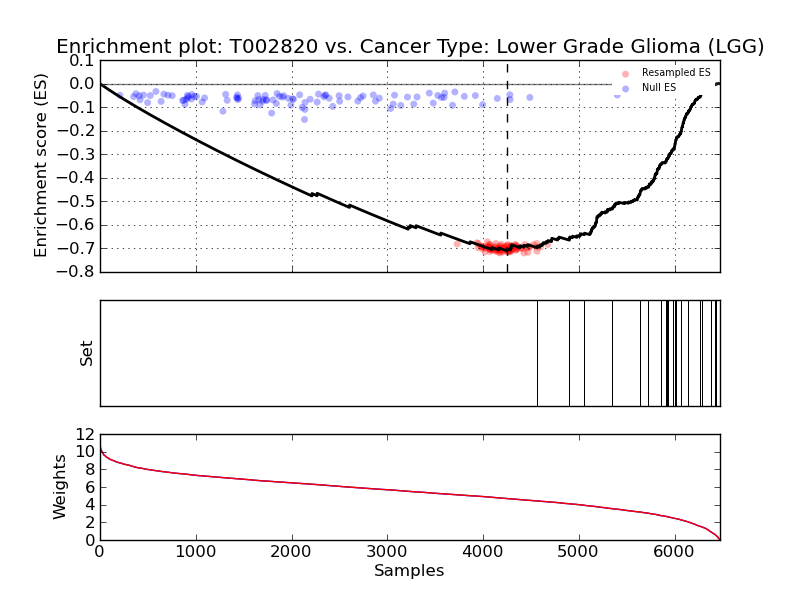 Enrichment plot: T002820 vs. Cancer Type: Lower Grade Glioma (LGG)
Enrichment score (ES)
0.1
0.0
−0.1
−0.2
−0.3
−0.4
−0.5
−0.6
−0.7
−0.8
Resampled ES
Null ES
Set
Weights
12
10
8
6
4
2
0
0 1000 2000 3000 4000 5000 6000
Samples